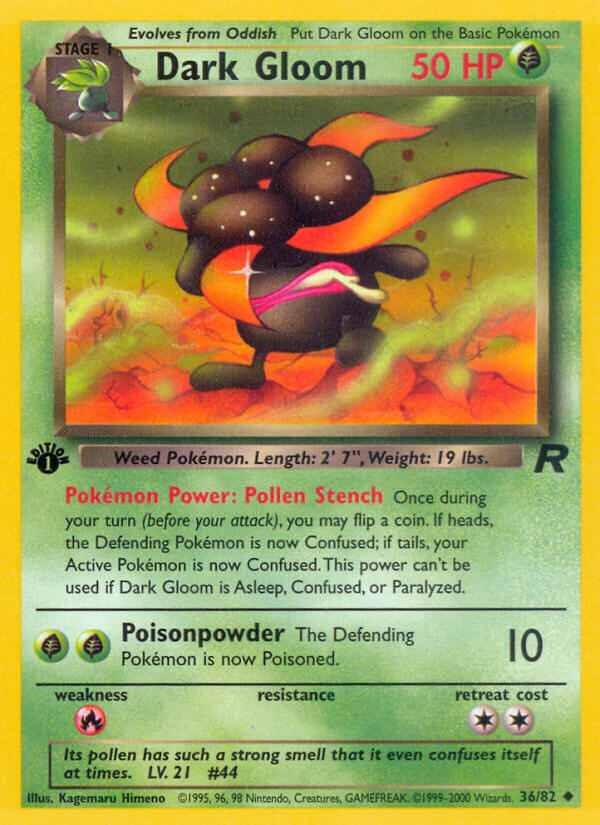 Evolves from Oddish Put Dark Gloom on the Basic Pokémon
STAGE 1
Dark Gloom 50 HP
EDITION
1
Weed Pokémon. Length: 2' 7", Weight: 19 lbs.
R
Pokémon Power: Pollen Stench Once during
your turn (before your attack), you may flip a coin. If heads,
the Defending Pokémon is now Confused; if tails, your
Active Pokémon is now Confused. This power can't be
used if Dark Gloom is Asleep, Confused, or Paralyzed.
Poisonpowder The Defending
Pokémon is now Poisoned.
10
weakness resistance retreat cost
Its pollen has such a strong smell that it even confuses itself
at times. LV. 21 #44
Illus. Kagemaru Himeno ©1995, 96, 98 Nintendo, Creatures, GAMEFREAK. ©1999-2000 Wizards. 36/82